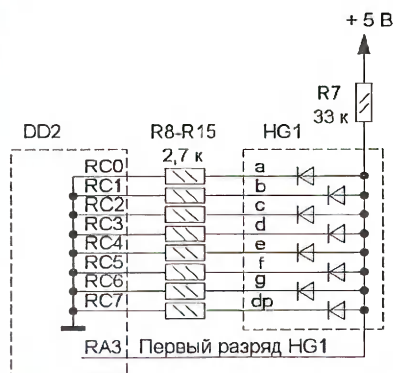 + 5 В
R7
33 к
DD2 R8-R15 HG1
2,7 к
RC0 a
RC1 b
RC2 c
RC3 d
RC4 e
RC5 f
RC6 g
RC7 dp
RA3 Первый разряд HG1